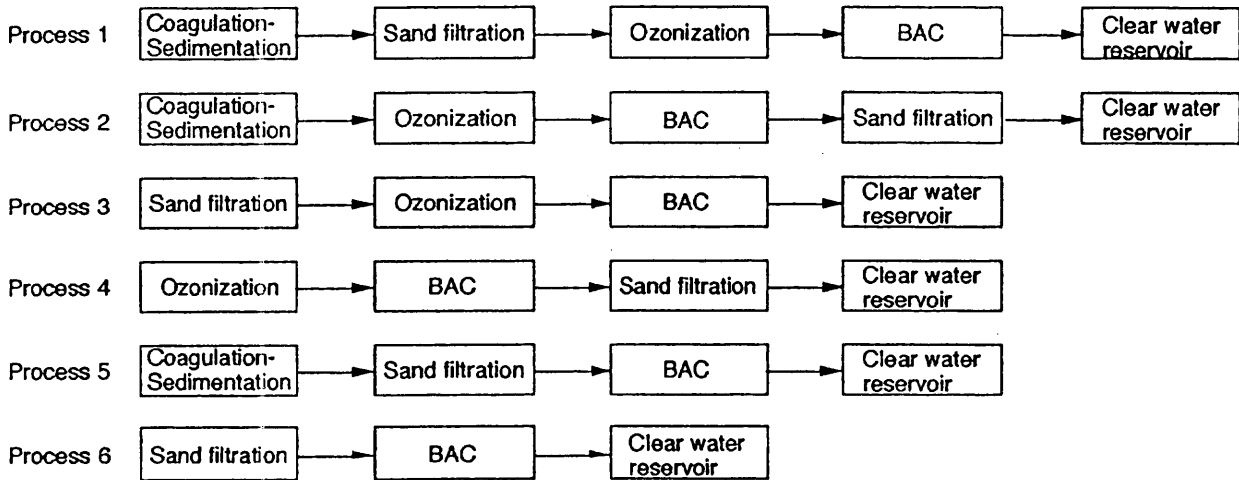 Process 1
Coagulation-
Sedimentation
Sand filtration
Ozonization
BAC
Clear water
reservoir
Process 2
Coagulation-
Sedimentation
Ozonization
BAC
Sand filtration
Clear water
reservoir
Process 3
Sand filtration
Ozonization
BAC
Clear water
reservoir
Process 4
Ozonization
BAC
Sand filtration
Clear water
reservoir
Process 5
Coagulation-
Sedimentation
Sand filtration
BAC
Clear water
reservoir
Process 6
Sand filtration
BAC
Clear water
reservoir